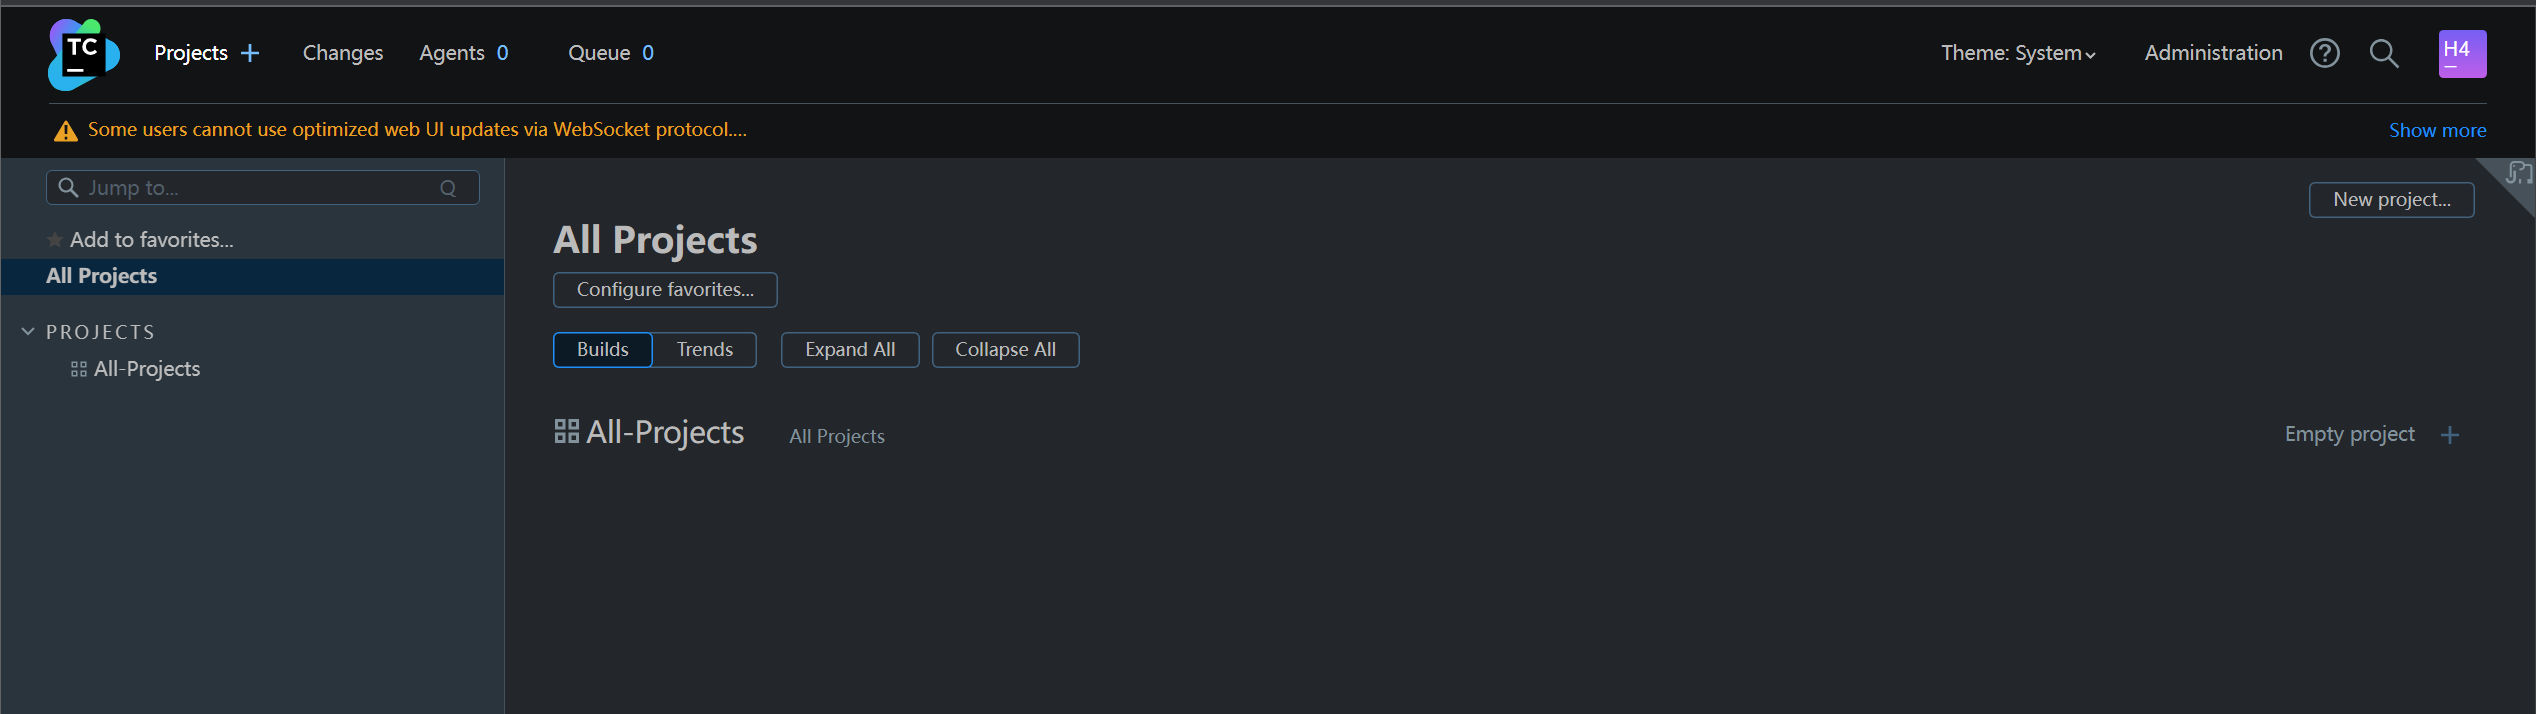 TC
Projects
Changes
Agents 0
Queue 0
Theme: System
Administration
H4
Some users cannot use optimized web UI updates via WebSocket protocol....
Show more
Jump to...
Q
Add to favorites...
All Projects
PROJECTS
All-Projects
New project...
All Projects
Configure favorites...
Builds
Trends
Expand All
Collapse All
All-Projects
All Projects
Empty project